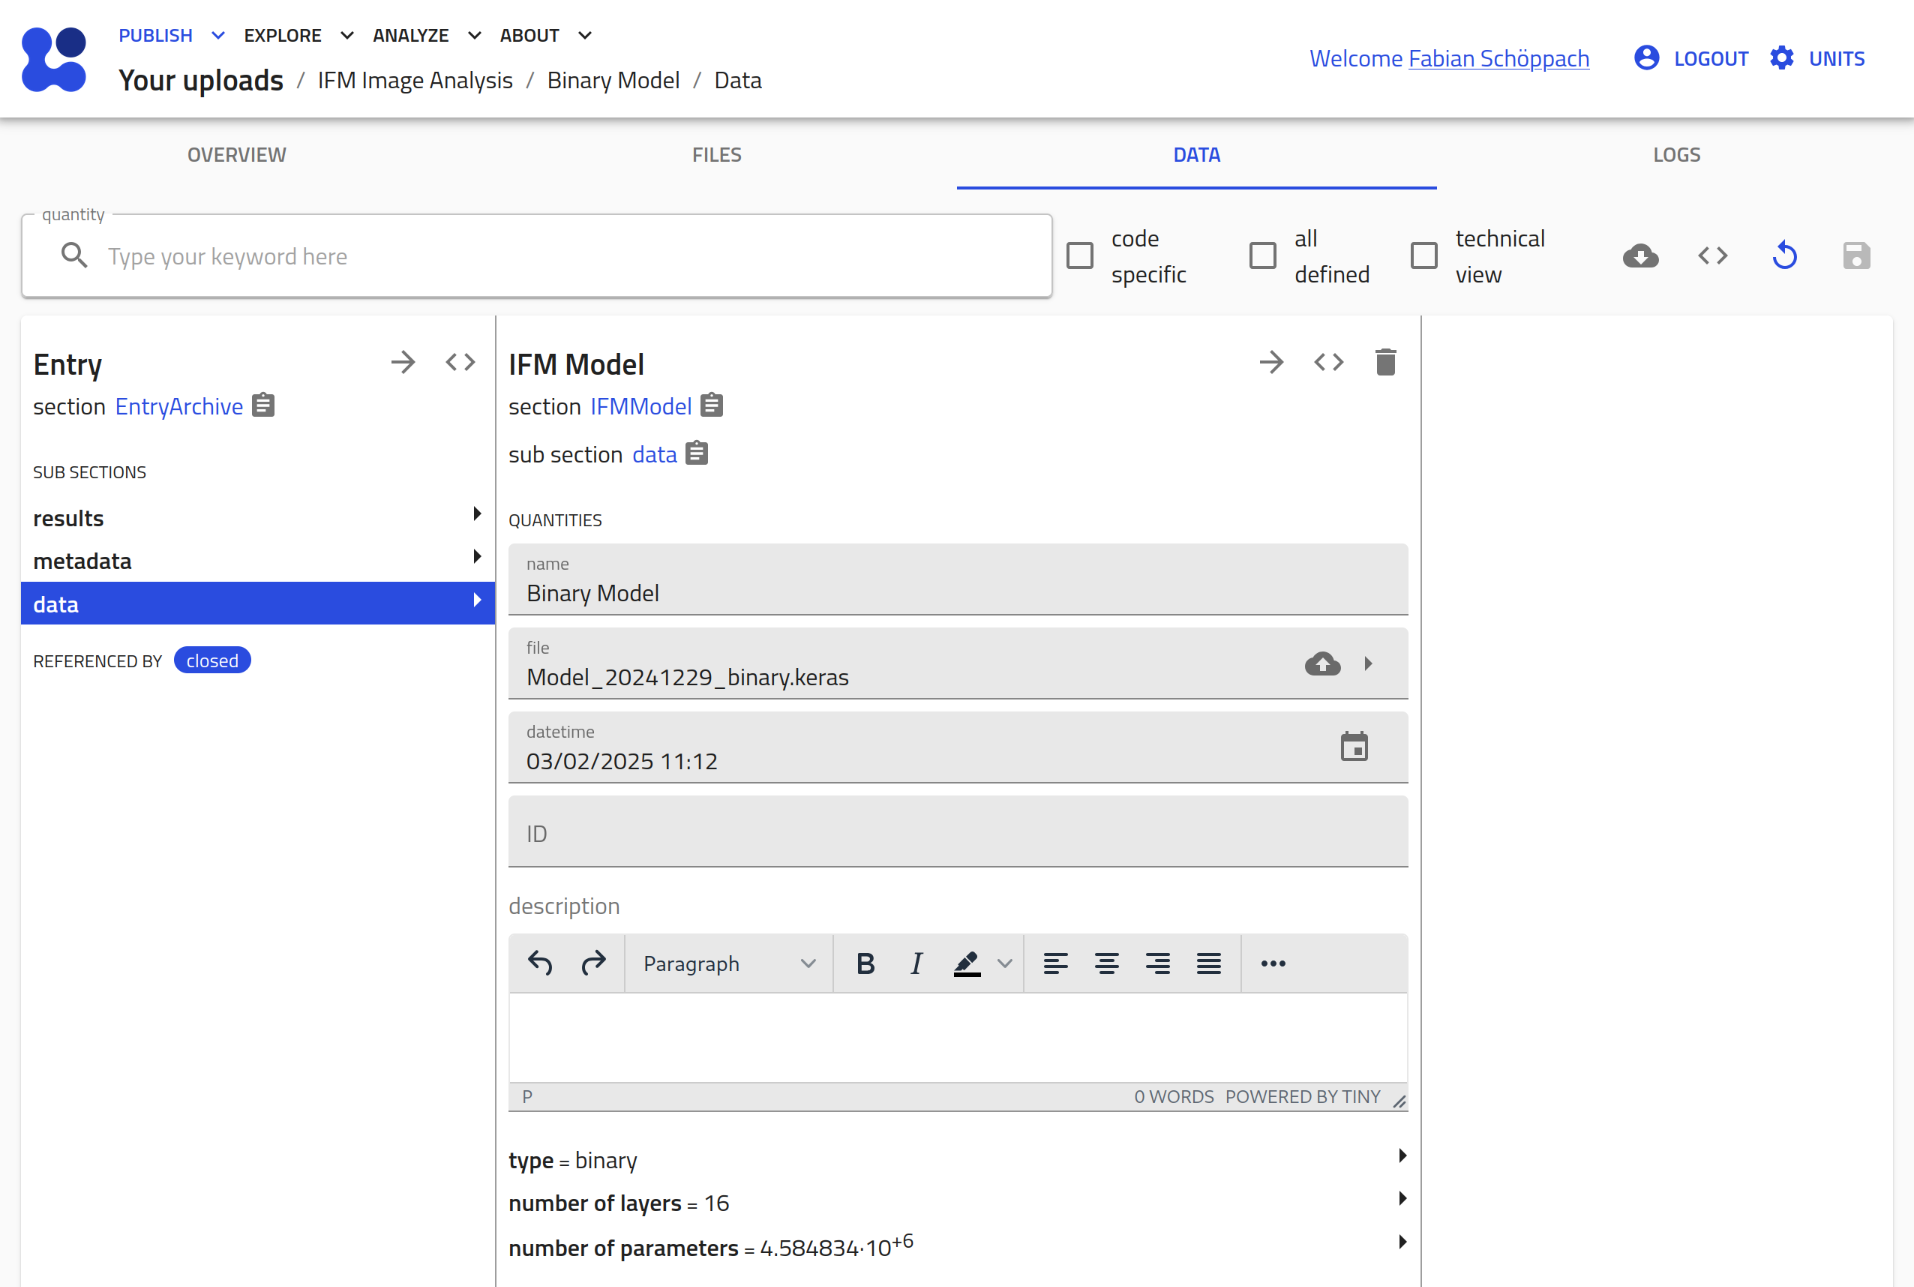 PUBLISH EXPLORE ANALYZE ABOUT
Your uploads / IFM Image Analysis / Binary Model / Data
Welcome Fabian Schöppach LOGOUT UNITS
OVERVIEW FILES DATA LOGS
quantity
Type your keyword here
code specific
all defined
technical view
Entry
section EntryArchive
SUB SECTIONS
results
metadata
data
REFERENCED BY closed
IFM Model
section IFMModel
sub section data
QUANTITIES
name
Binary Model
file
Model_20241229_binary.keras
datetime
03/02/2025 11:12
ID
description
Paragraph B I
P 0 WORDS POWERED BY TINY
type = binary
number of layers = 16
number of parameters = 4.584834·10⁺⁶